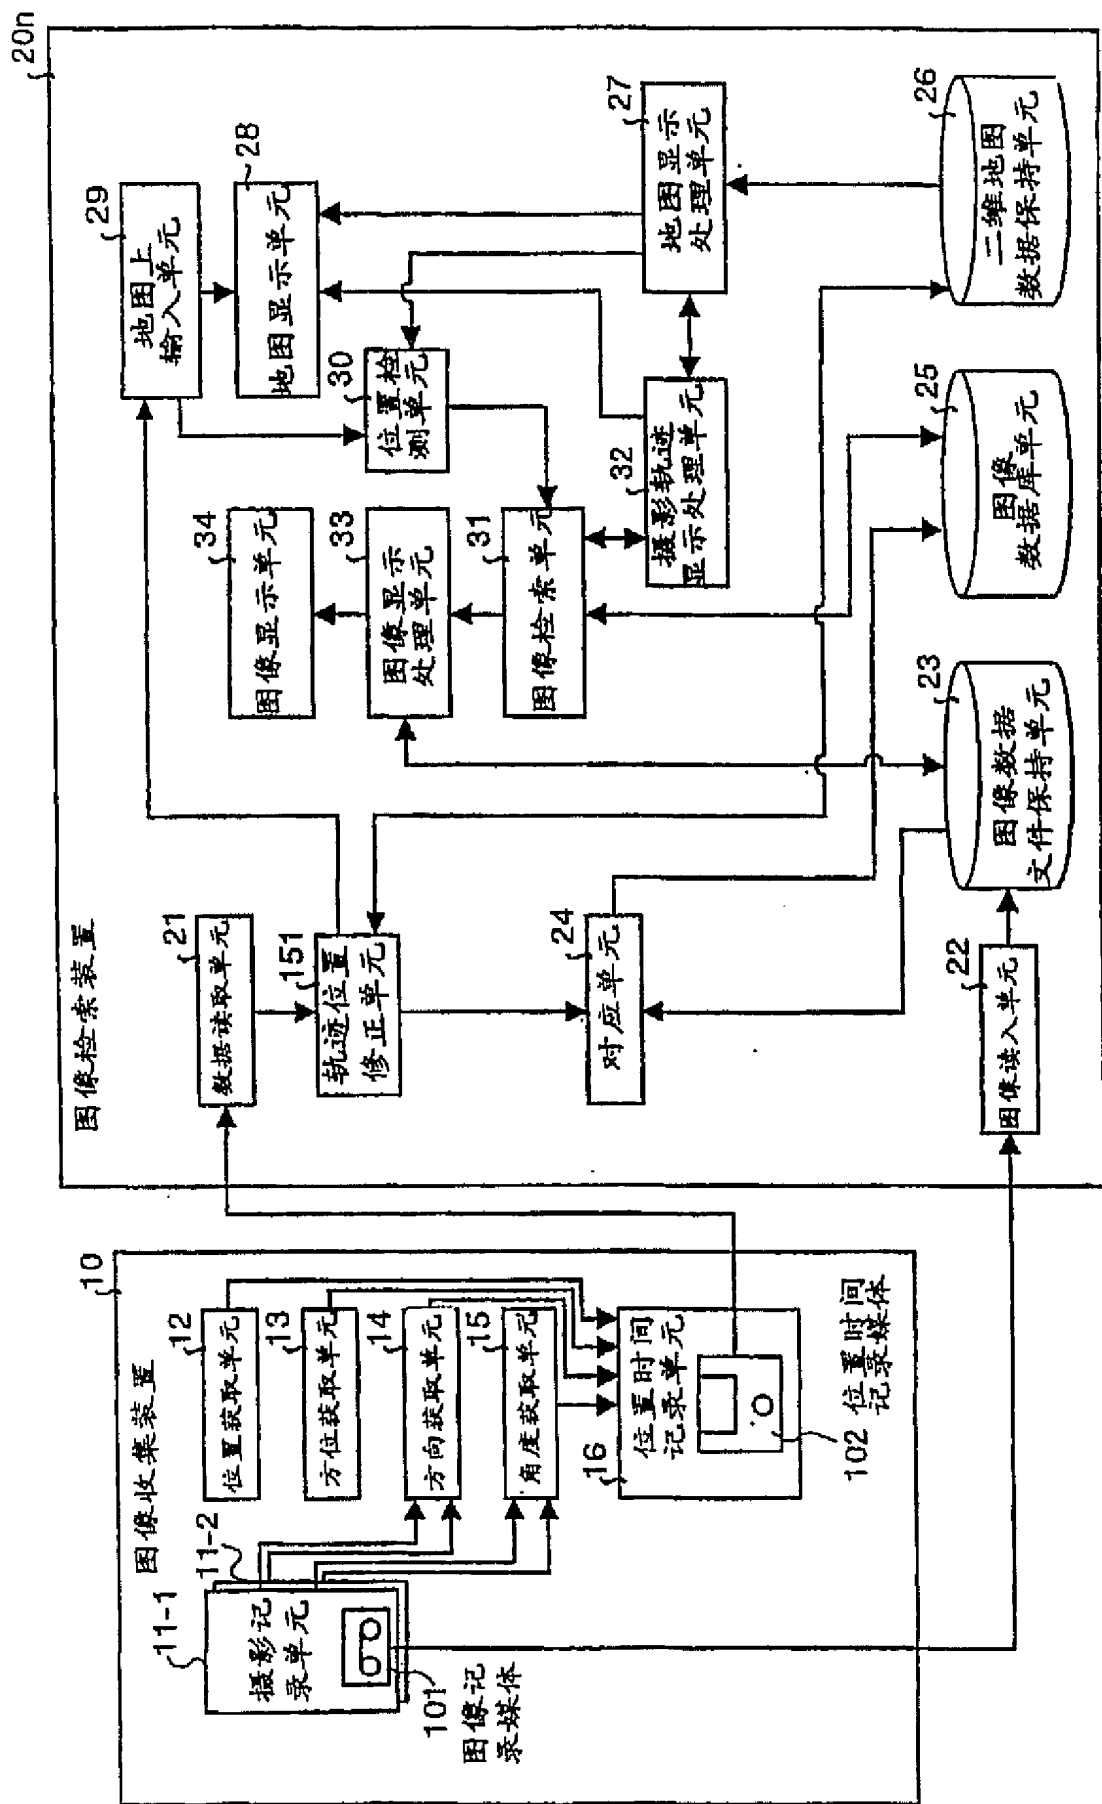 图像收集装置
10
11-1
11-2
摄影记
录单元
101
图像记
录媒体
12
位置获取单元
13
方位获取单元
14
方向获取单元
15
角度获取单元
16
位置时间
记录单元
102
位置时间
记录媒体
图像检索装置
20n
21
数据读取单元
151
轨迹位置
修正单元
24
对应单元
22
图像读入单元
23
图像数据
文件保持单元
34
图像显示单元
33
图像显示
处理单元
31
图像检索单元
25
图像
数据库单元
29
地图上
输入单元
28
地图显示单元
30
位置检
测单元
32
摄影轨迹
显示处理单元
27
地图显示
处理单元
26
二维地图
数据保持单元